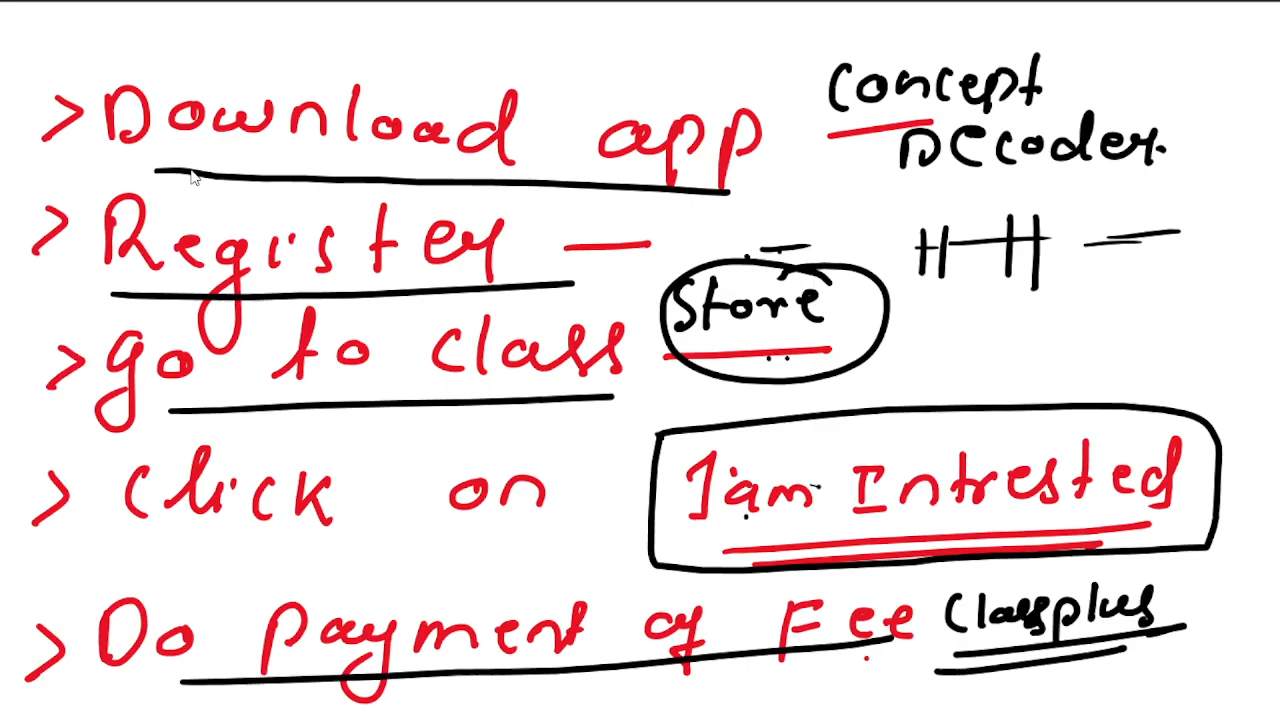 > Download app
Concept
Decoder.
> Register —
> go to class
Store
> Click on
I am Intrested
> Do Payment of Fee
Classplus